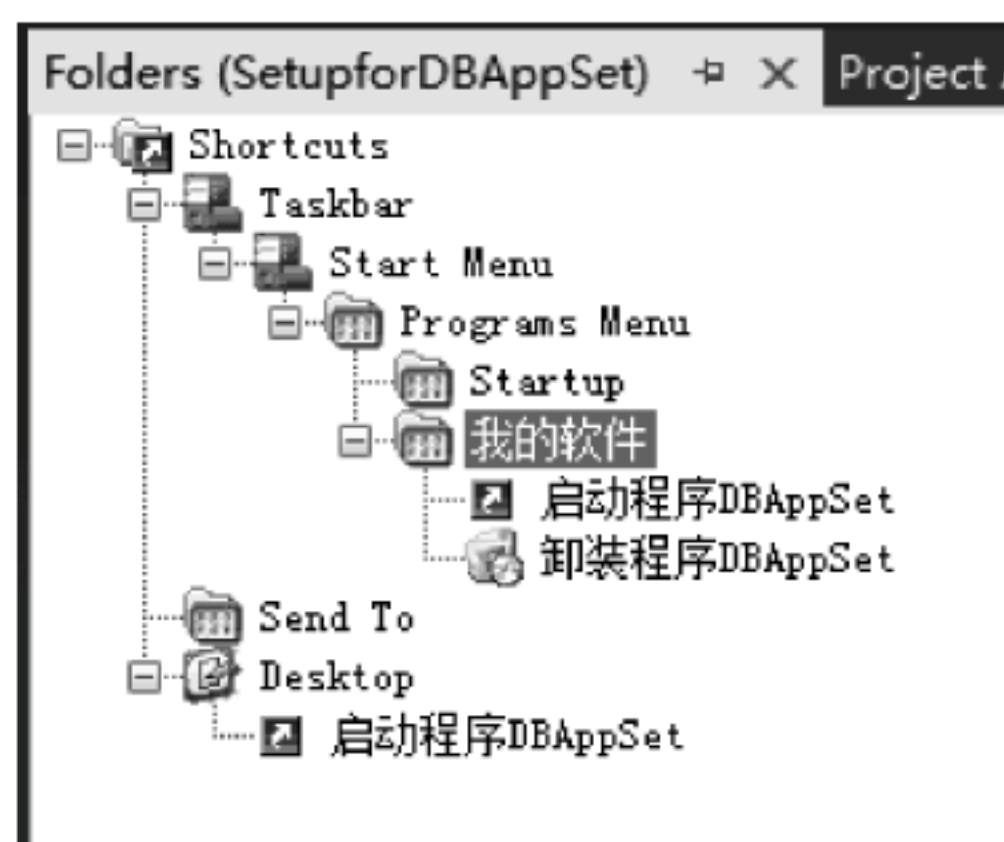 Folders (SetupforDBAppSet) Project
Shortcuts
Taskbar
Start Menu
Programs Menu
Startup
我的软件
启动程序DBAppSet
卸装程序DBAppSet
Send To
Desktop
启动程序DBAppSet